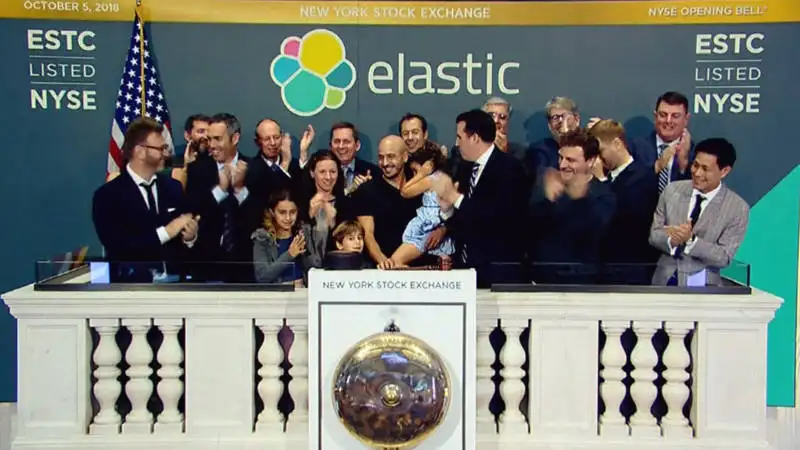 OCTOBER 5, 2018
NEW YORK STOCK EXCHANGE
NYSE OPENING BELL®
ESTC
LISTED
NYSE
elastic
ESTC
LISTED
NYSE
NEW YORK STOCK EXCHANGE